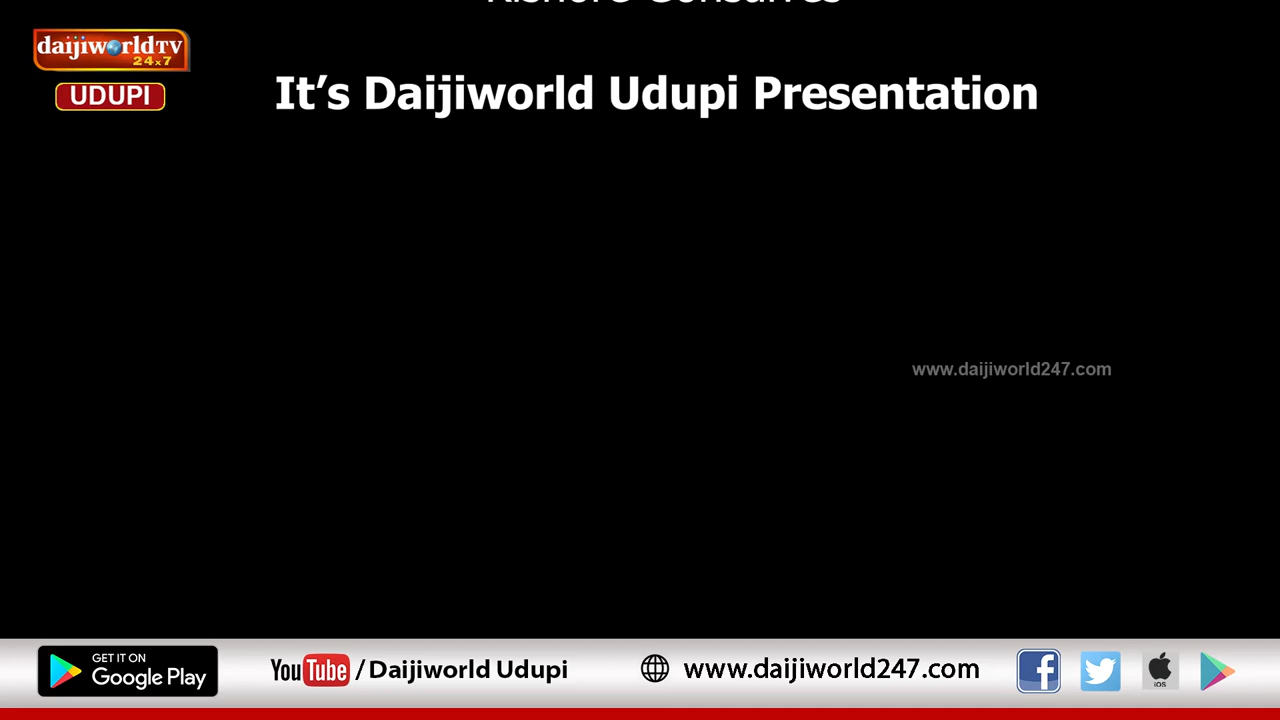 daijiworldTV
24x7
UDUPI
It’s Daijiworld Udupi Presentation
www.daijiworld247.com
GET IT ON
Google Play
YouTube / Daijiworld Udupi
www.daijiworld247.com
f
iOS